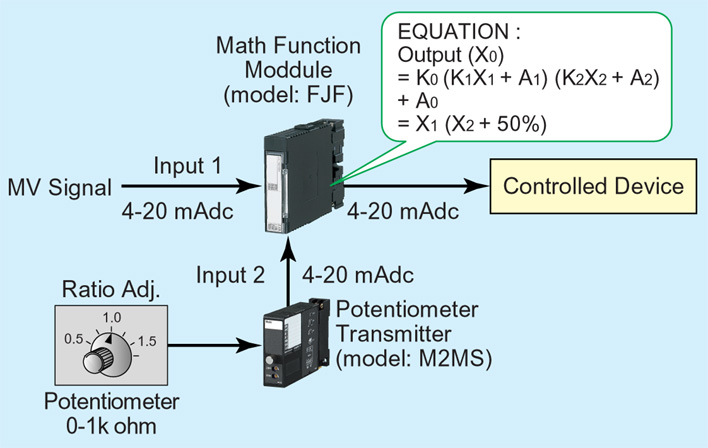 EQUATION :
Output (X0)
= K0 (K1X1 + A1) (K2X2 + A2)
+ A0
= X1 (X2 + 50%)
Math Function
Moddule
(model: FJF)
MV Signal
Input 1
4-20 mAdc
4-20 mAdc
Controlled Device
Input 2
4-20 mAdc
Ratio Adj.
0.5
1.0
1.5
Potentiometer
0-1k ohm
Potentiometer
Transmitter
(model: M2MS)